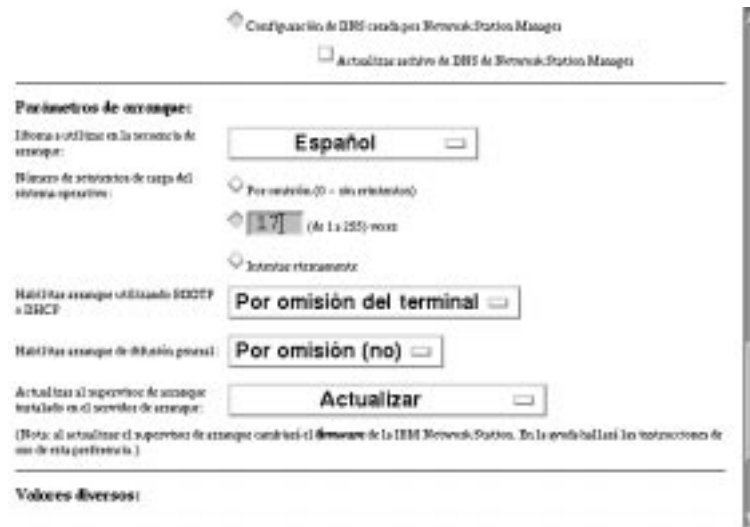 Configuración de DNS creada por Network Station Manager
Actualizar archivo de DNS de Network Station Manager
Parámetros de arranque:
Idioma a utilizar en la secuencia de
arranque:
Español
Número de reintentos de carga del
sistema operativo:
Por omisión (0 - sin reintentos)
17 (de 1 a 255) veces
Intentar eternamente
Habilitar arranque utilizando BOOTP
o DHCP
Por omisión del terminal
Habilitar arranque de difusión general:
Por omisión (no)
Actualizar el supervisor de arranque
instalado en el servidor de arranque:
Actualizar
(Nota: al actualizar el supervisor de arranque cambiará el firmware de la IBM Network Station. En la ayuda hallará las instrucciones de
uso de esta preferencia.)
Valores diversos: